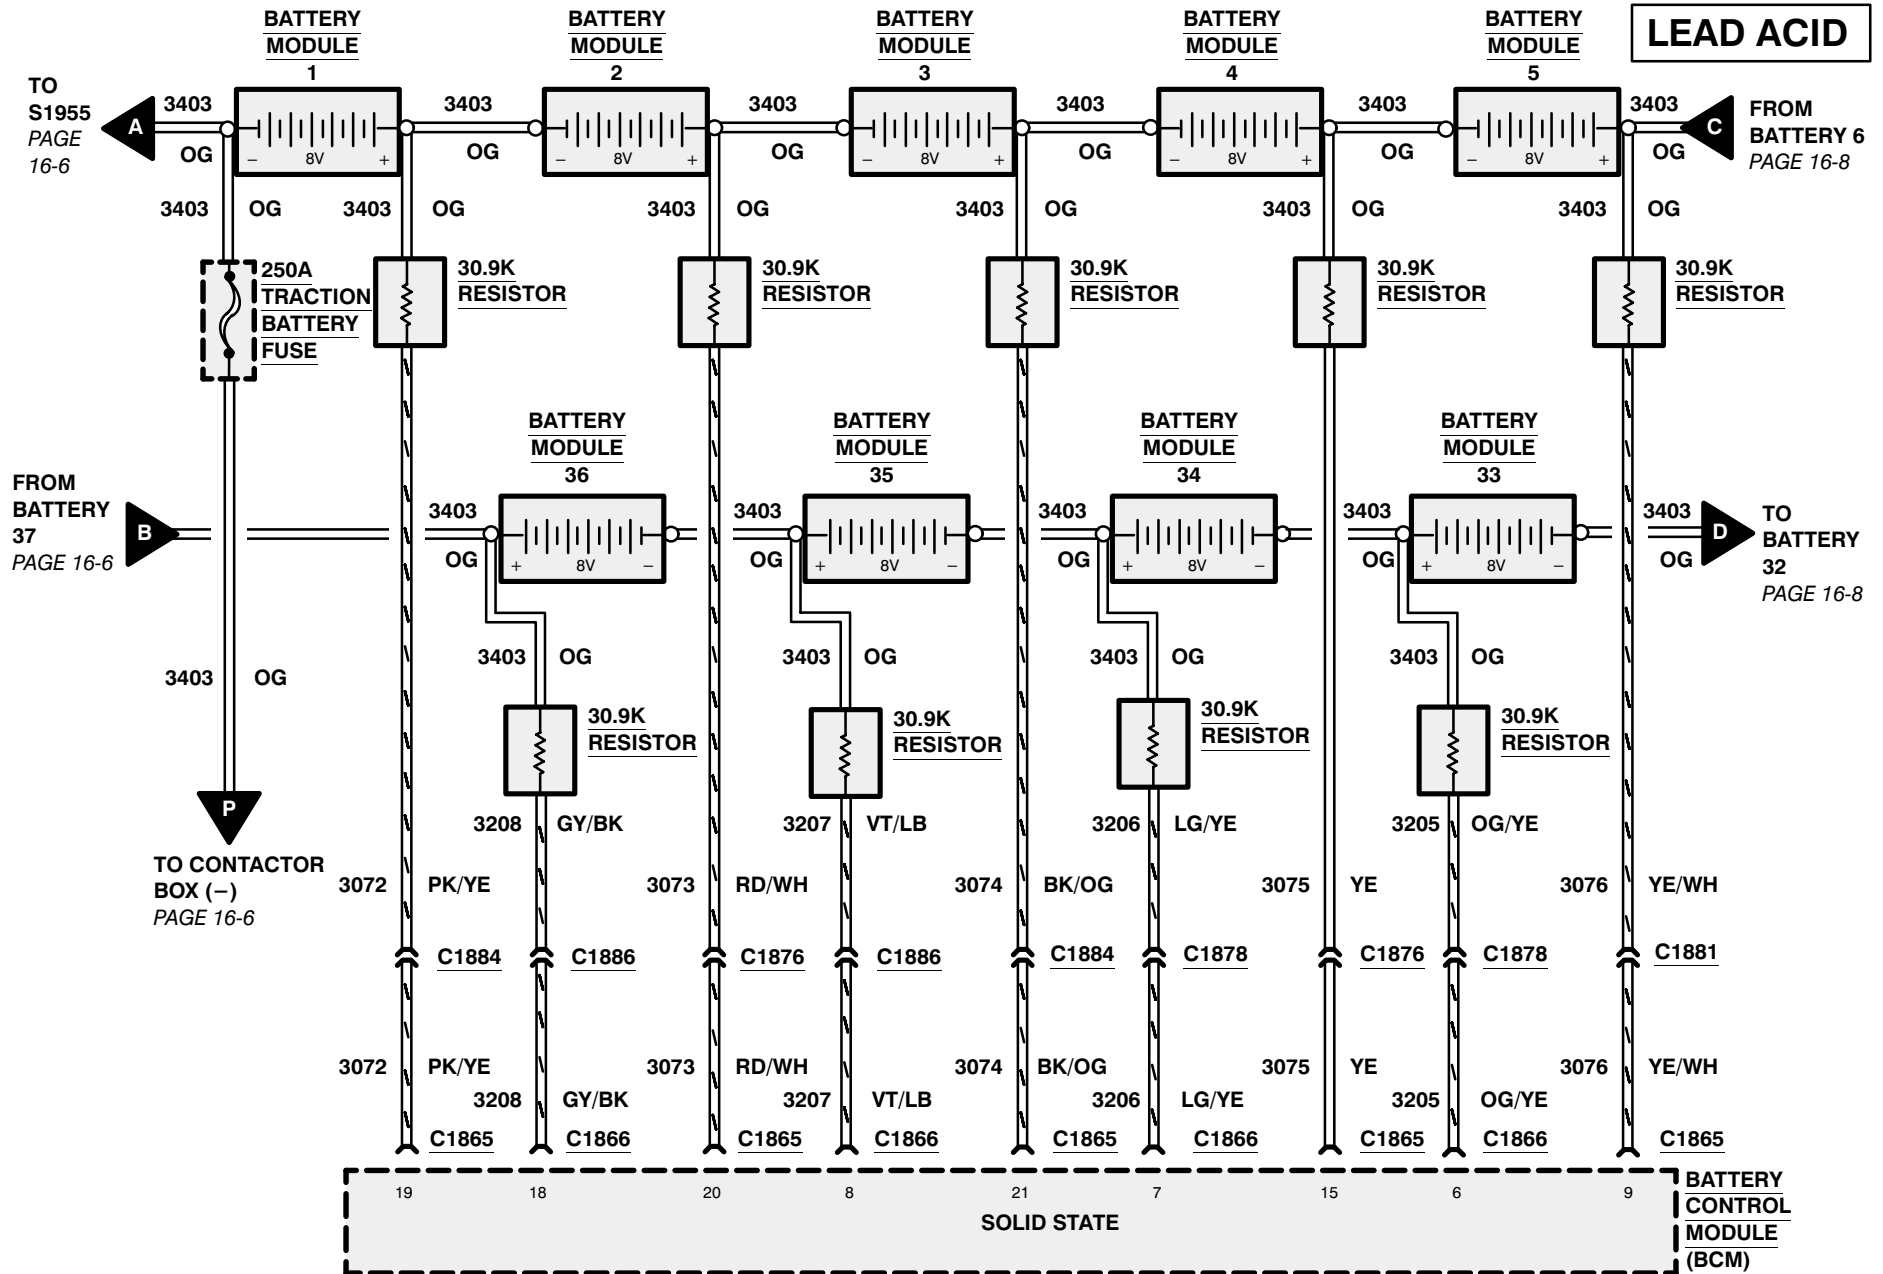 LEAD ACID
BATTERY
MODULE
1
BATTERY
MODULE
2
BATTERY
MODULE
3
BATTERY
MODULE
4
BATTERY
MODULE
5
TO
S1955
PAGE
16-6
A
3403
OG
− 8V +
3403
OG
− 8V +
3403
OG
− 8V +
3403
OG
− 8V +
3403
OG
− 8V +
3403
OG
C
FROM
BATTERY 6
PAGE 16-8
3403 OG
3403 OG
3403 OG
3403 OG
3403 OG
3403 OG
250A
TRACTION
BATTERY
FUSE
30.9K
RESISTOR
30.9K
RESISTOR
30.9K
RESISTOR
30.9K
RESISTOR
30.9K
RESISTOR
BATTERY
MODULE
36
BATTERY
MODULE
35
BATTERY
MODULE
34
BATTERY
MODULE
33
FROM
BATTERY
37
PAGE 16-6
B
3403
OG
+ 8V −
3403
OG
+ 8V −
3403
OG
+ 8V −
3403
OG
+ 8V −
3403
OG
D
TO
BATTERY
32
PAGE 16-8
3403 OG
3403 OG
3403 OG
3403 OG
3403 OG
30.9K
RESISTOR
30.9K
RESISTOR
30.9K
RESISTOR
30.9K
RESISTOR
P
TO CONTACTOR
BOX (−)
PAGE 16-6
3208 GY/BK
3207 VT/LB
3206 LG/YE
3205 OG/YE
3072 PK/YE
3073 RD/WH
3074 BK/OG
3075 YE
3076 YE/WH
C1884
C1886
C1876
C1886
C1884
C1878
C1876
C1878
C1881
3072 PK/YE
3073 RD/WH
3074 BK/OG
3075 YE
3076 YE/WH
3208 GY/BK
3207 VT/LB
3206 LG/YE
3205 OG/YE
C1865
C1866
C1865
C1866
C1865
C1866
C1865
C1866
C1865
19 18 20 8 21 7 15 6 9
SOLID STATE
BATTERY
CONTROL
MODULE
(BCM)